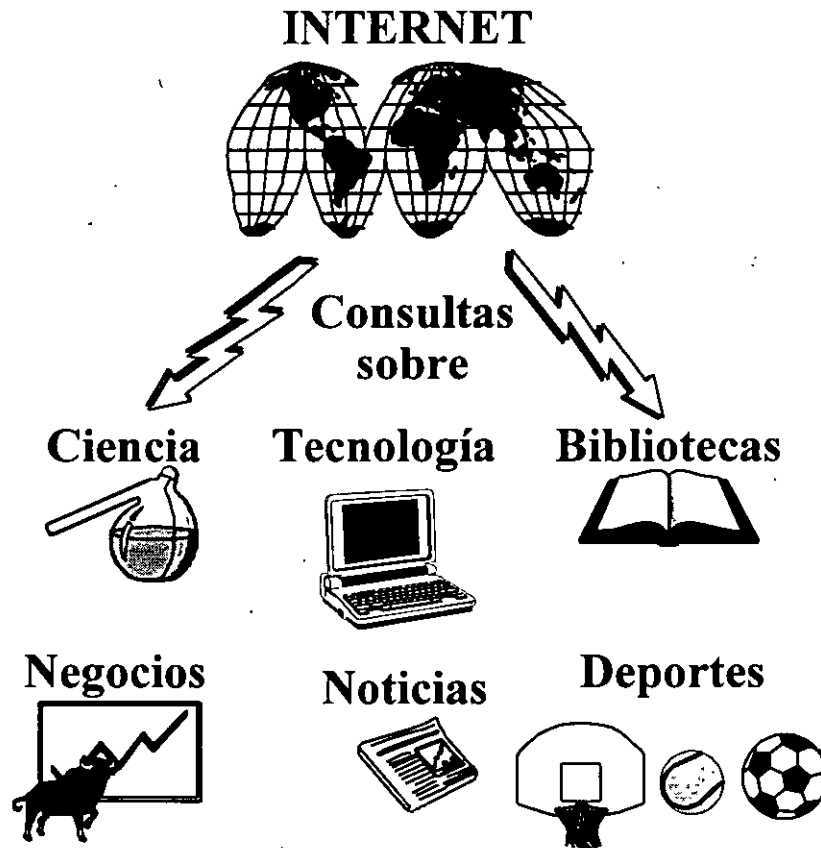 INTERNET
Consultas
sobre
Ciencia
Tecnología
Bibliotecas
Negocios
Noticias
Deportes